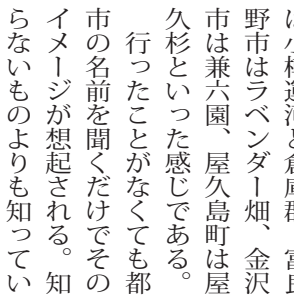 は小樽運河と倉庫群、富良
野市はラベンダー畑、金沢
市は兼六園、屋久島町は屋
久杉といった感じである。
行ったことがなくても都
市の名前を聞くだけでその
イメージが想起される。知
らないものよりも知ってい